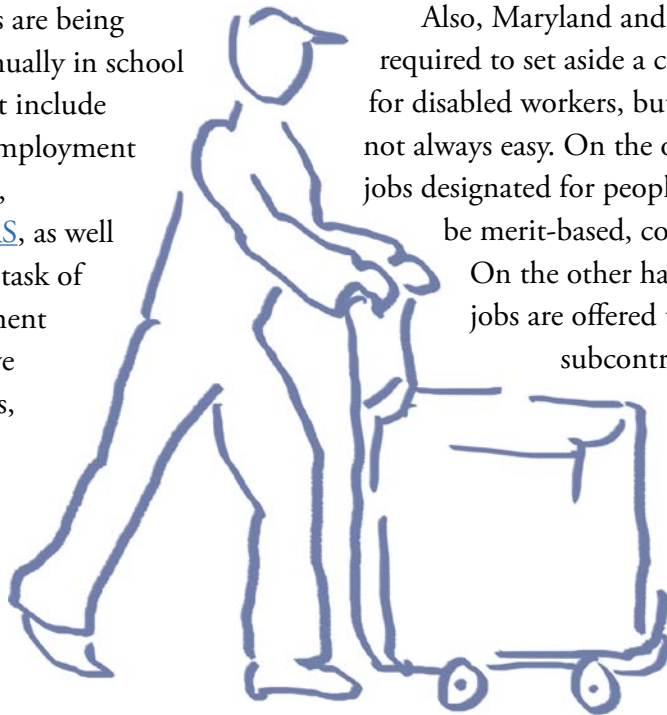 s are being
nually in school
t include
mployment
,
AS, as well
task of
ment
ve
s,
Also, Maryland and
required to set aside a c
for disabled workers, bu
not always easy. On the o
jobs designated for peopl
be merit-based, co
On the other ha
jobs are offered t
subcontr